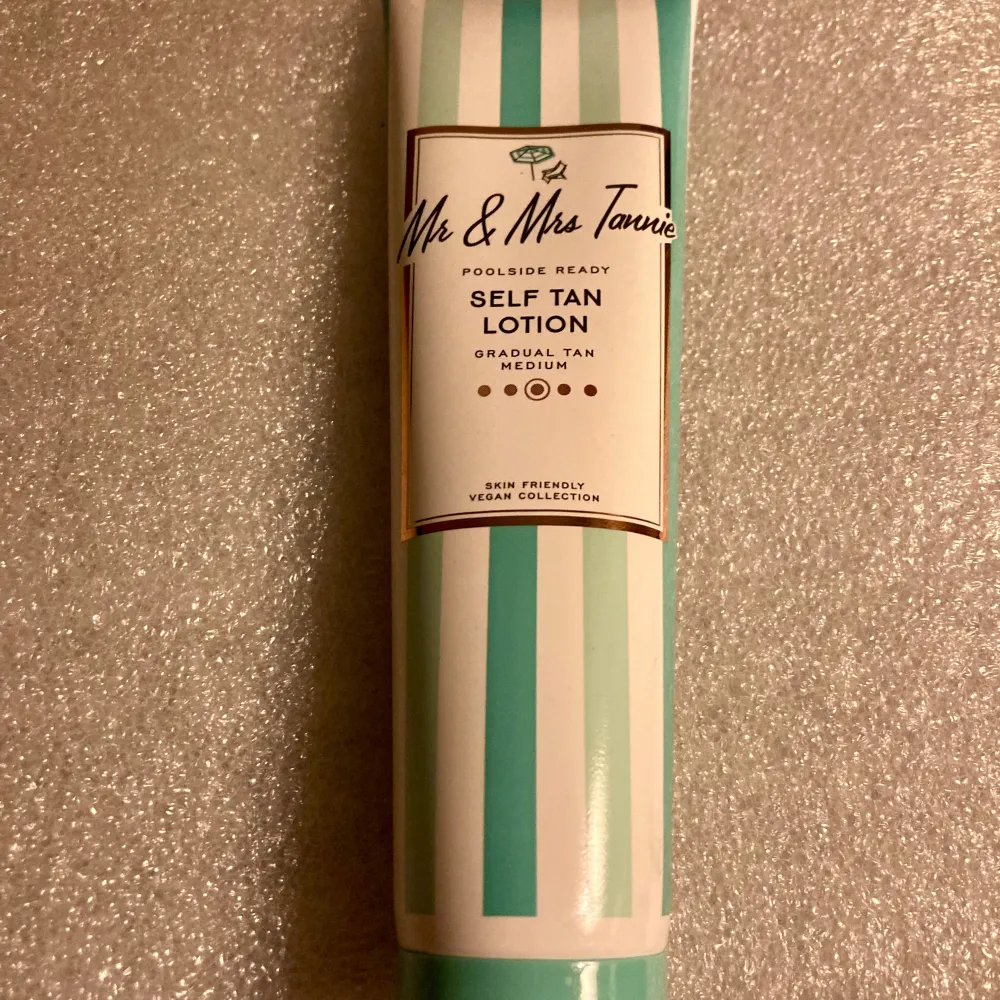 Mr & Mrs Tannie
POOLSIDE READY
SELF TAN
LOTION
GRADUAL TAN
MEDIUM
SKIN FRIENDLY
VEGAN COLLECTION